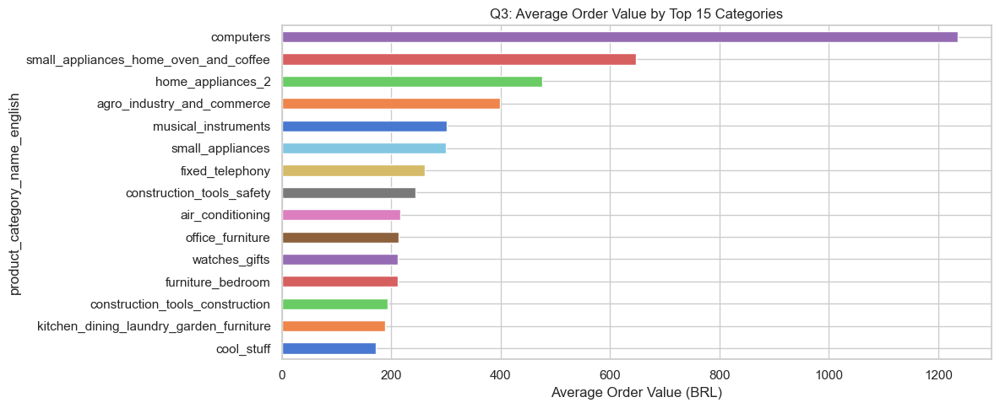 Q3: Average Order Value by Top 15 Categories
product_category_name_english
computers
small_appliances_home_oven_and_coffee
home_appliances_2
agro_industry_and_commerce
musical_instruments
small_appliances
fixed_telephony
construction_tools_safety
air_conditioning
office_furniture
watches_gifts
furniture_bedroom
construction_tools_construction
kitchen_dining_laundry_garden_furniture
cool_stuff
0 200 400 600 800 1000 1200
Average Order Value (BRL)